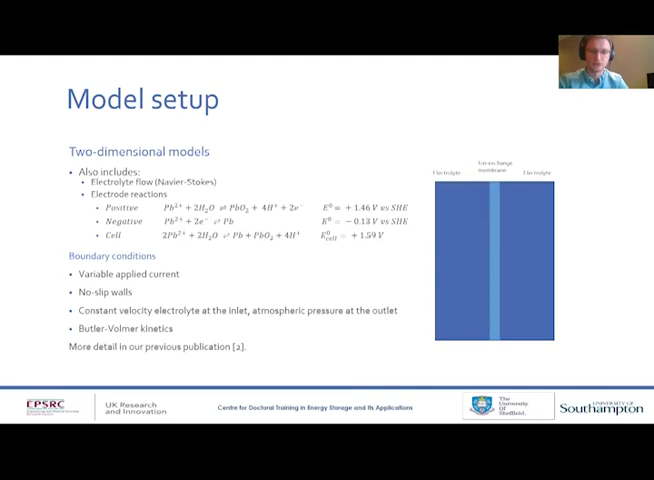 Model setup
Two-dimensional models
• Also includes:
• Electrolyte flow (Navier-Stokes)
• Electrode reactions
• Positive Pb²⁺ + 2H₂O ⇌ PbO₂ + 4H⁺ + 2e⁻ E⁰ = + 1.46 V vs SHE
• Negative Pb²⁺ + 2e⁻ ⇌ Pb E⁰ = − 0.13 V vs SHE
• Cell 2Pb²⁺ + 2H₂O ⇌ Pb + PbO₂ + 4H⁺ E⁰cell = + 1.59 V
Boundary conditions
• Variable applied current
• No-slip walls
• Constant velocity electrolyte at the inlet, atmospheric pressure at the outlet
• Butler-Volmer kinetics
More detail in our previous publication [2].
Electrolyte
membrane
Electrolyte
EPSRC
UK Research
and Innovation
Centre for Doctoral Training in Energy Storage and its Applications
The
University
Of
Sheffield.
UNIVERSITY OF
Southampton